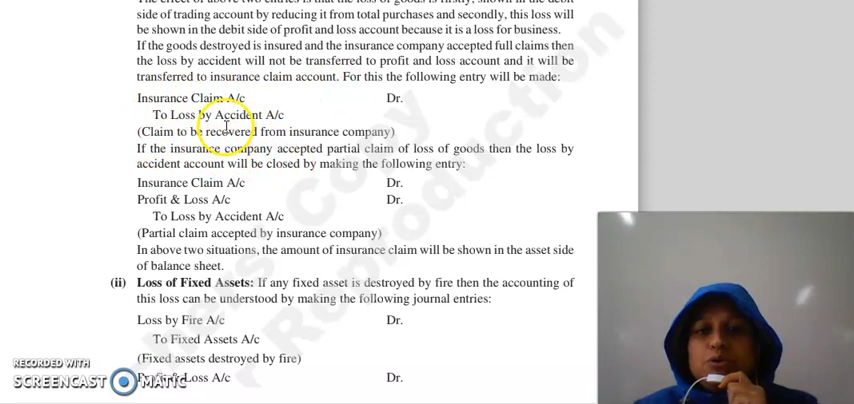 The effect of above two entries is that the loss of goods is firstly, shown in the debit
side of trading account by reducing it from total purchases and secondly, this loss will
be shown in the debit side of profit and loss account because it is a loss for business.
If the goods destroyed is insured and the insurance company accepted full claims then
the loss by accident will not be transferred to profit and loss account and it will be
transferred to insurance claim account. For this the following entry will be made:
Insurance Claim A/c Dr.
To Loss by Accident A/c
(Claim to be recovered from insurance company)
If the insurance company accepted partial claim of loss of goods then the loss by
accident account will be closed by making the following entry:
Insurance Claim A/c Dr.
Profit & Loss A/c Dr.
To Loss by Accident A/c
(Partial claim accepted by insurance company)
In above two situations, the amount of insurance claim will be shown in the asset side
of balance sheet.
(ii) Loss of Fixed Assets: If any fixed asset is destroyed by fire then the accounting of
this loss can be understood by making the following journal entries:
Loss by Fire A/c Dr.
To Fixed Assets A/c
(Fixed assets destroyed by fire)
Profit & Loss A/c Dr.
RECORDED WITH
SCREENCAST MATIC
Copy
Reproduction